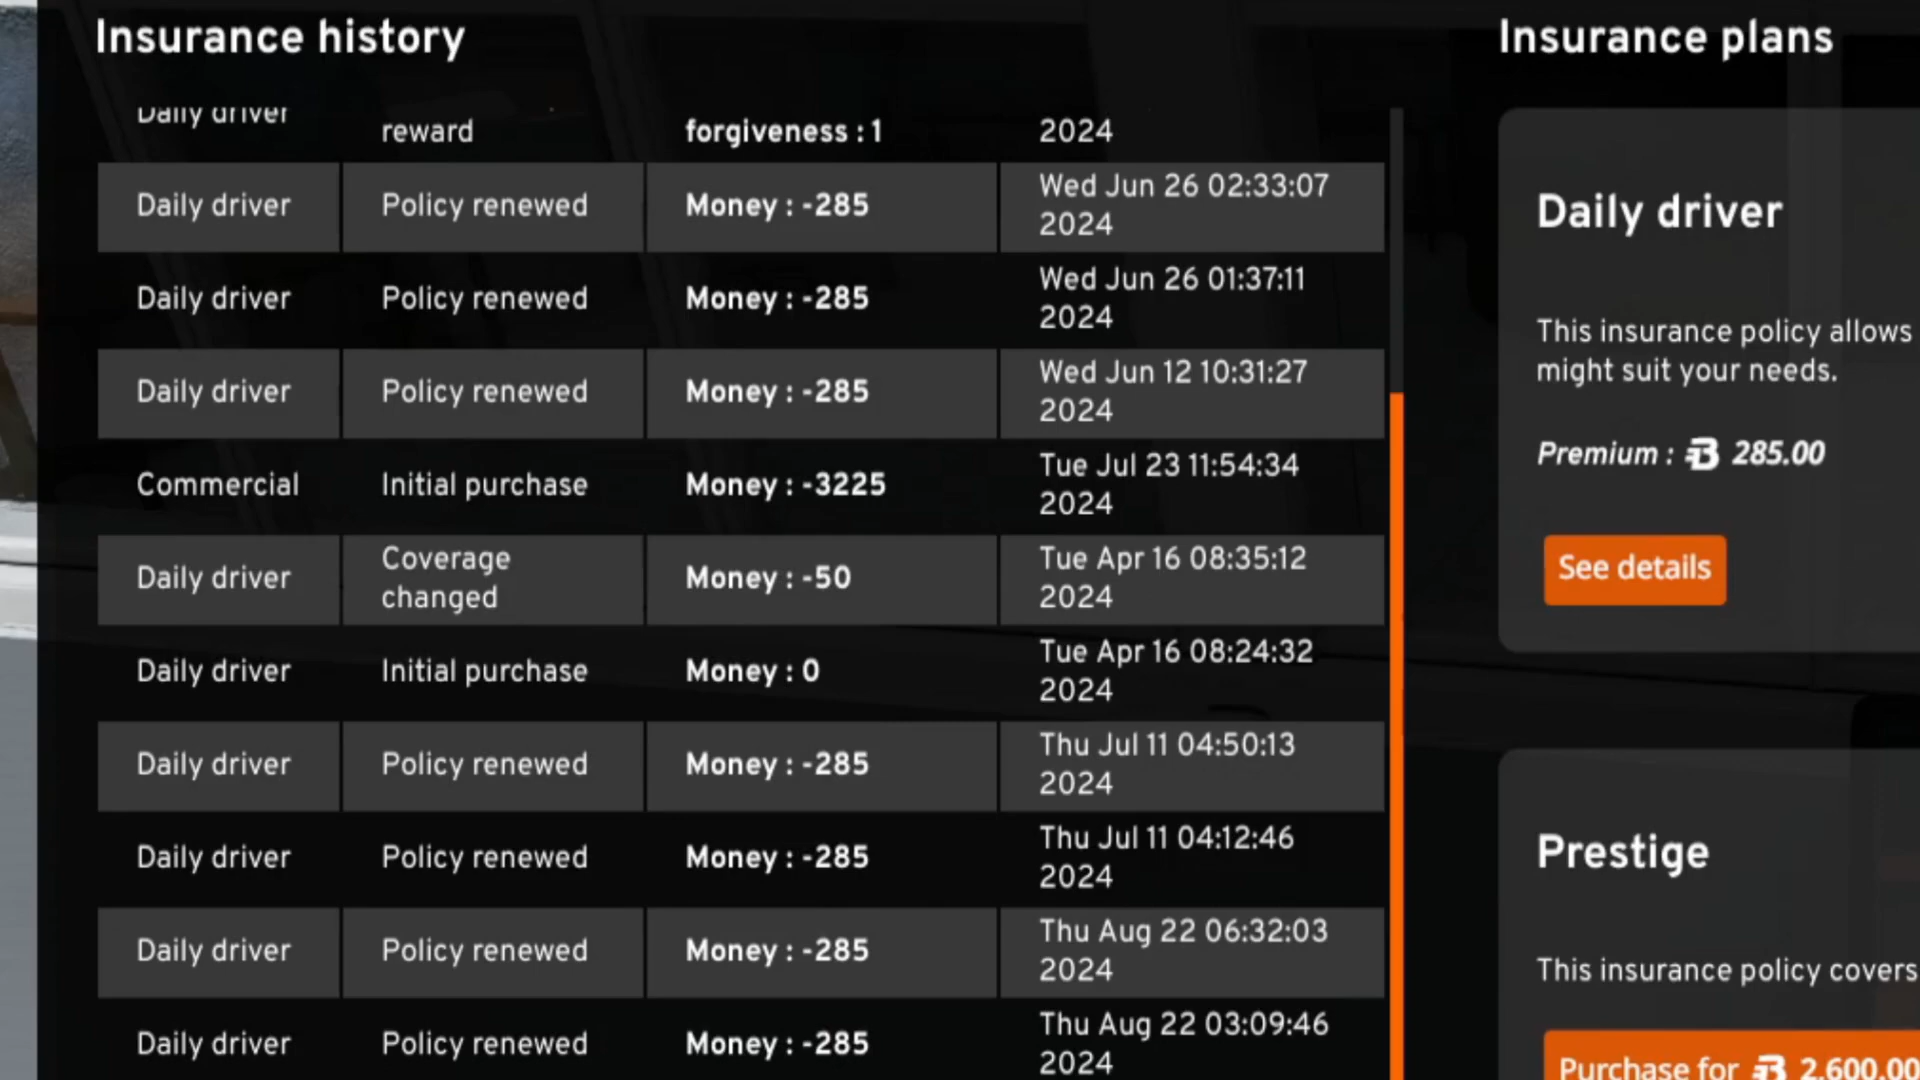 Insurance history
Daily driver
reward
forgiveness : 1
2024
Daily driver
Policy renewed
Money : -285
Wed Jun 26 02:33:07
2024
Daily driver
Policy renewed
Money : -285
Wed Jun 26 01:37:11
2024
Daily driver
Policy renewed
Money : -285
Wed Jun 12 10:31:27
2024
Commercial
Initial purchase
Money : -3225
Tue Jul 23 11:54:34
2024
Daily driver
Coverage
changed
Money : -50
Tue Apr 16 08:35:12
2024
Daily driver
Initial purchase
Money : 0
Tue Apr 16 08:24:32
2024
Daily driver
Policy renewed
Money : -285
Thu Jul 11 04:50:13
2024
Daily driver
Policy renewed
Money : -285
Thu Jul 11 04:12:46
2024
Daily driver
Policy renewed
Money : -285
Thu Aug 22 06:32:03
2024
Daily driver
Policy renewed
Money : -285
Thu Aug 22 03:09:46
2024
Insurance plans
Daily driver
This insurance policy allows
might suit your needs.
Premium : 285.00
See details
Prestige
This insurance policy covers
Purchase for 2,600.00